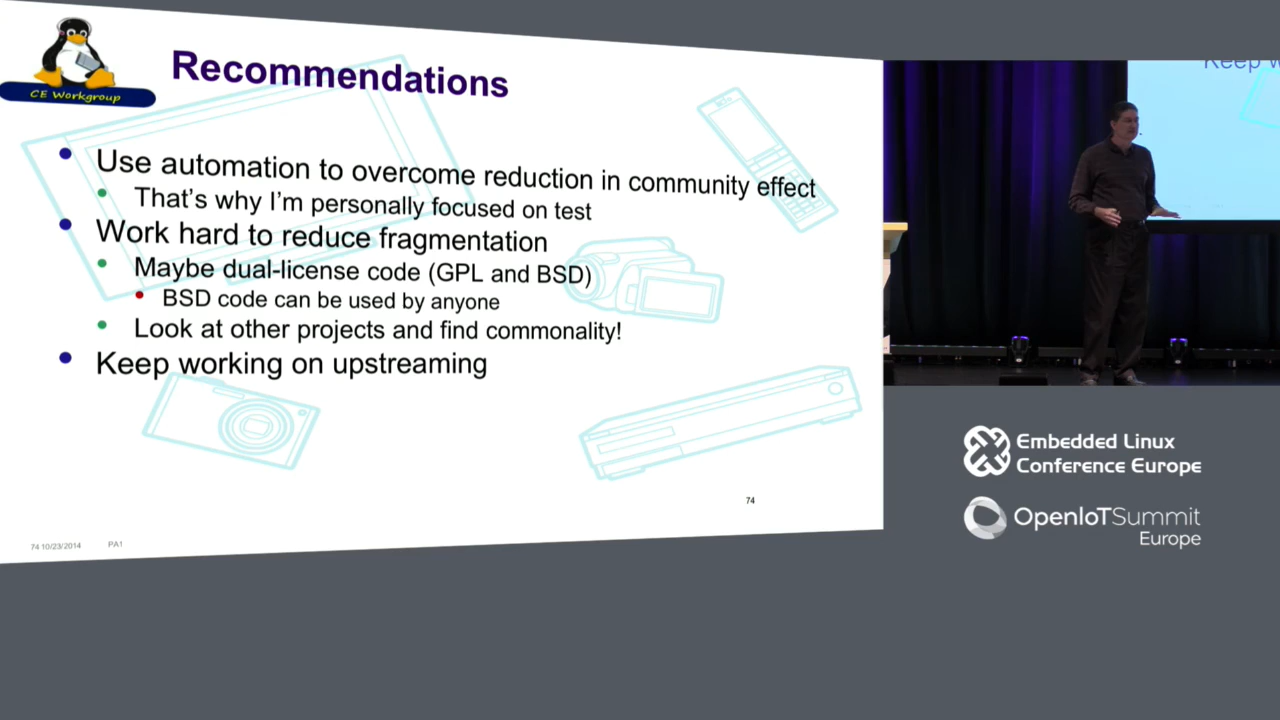 CE Workgroup
Recommendations
Use automation to overcome reduction in community effect
That's why I'm personally focused on test
Work hard to reduce fragmentation
Maybe dual-license code (GPL and BSD)
BSD code can be used by anyone
Look at other projects and find commonality!
Keep working on upstreaming
74
74 10/23/2014 PA1
Keep
Embedded Linux
Conference Europe
OpenIoTSummit
Europe